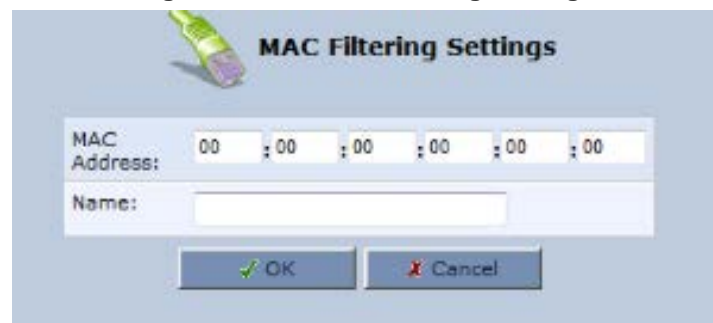 MAC Filtering Settings
MAC
Address:
00 : 00 : 00 : 00 : 00 : 00
Name:
OK Cancel